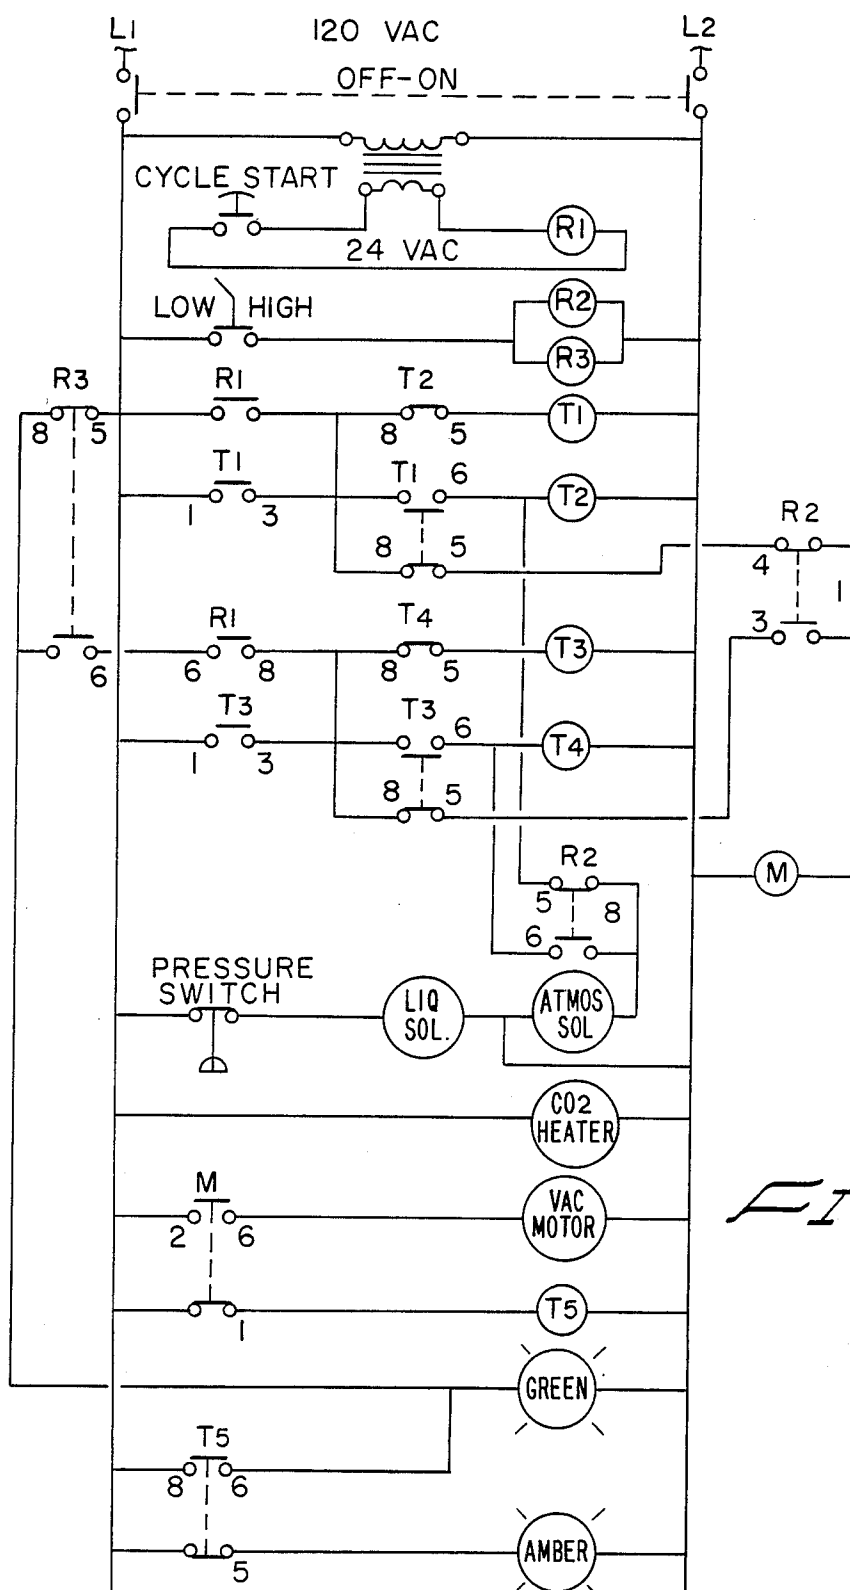 L1 120 VAC L2
OFF-ON
CYCLE START
24 VAC R1
LOW HIGH R2
R3
R3 R1 T2 T1
8 5 8 5
T1 T1 6 T2 R2
1 3 8 5 4
1
R1 T4 T3 3
6 6 8 8 5
T3 T3 6 T4
1 3 8 5
R2 M
5 8
6
PRESSURE
SWITCH
LIQ
SOL.
ATMOS
SOL
CO2
HEATER
M
2 6
VAC
MOTOR
1 T5
GREEN
T5
8 6
5 AMBER